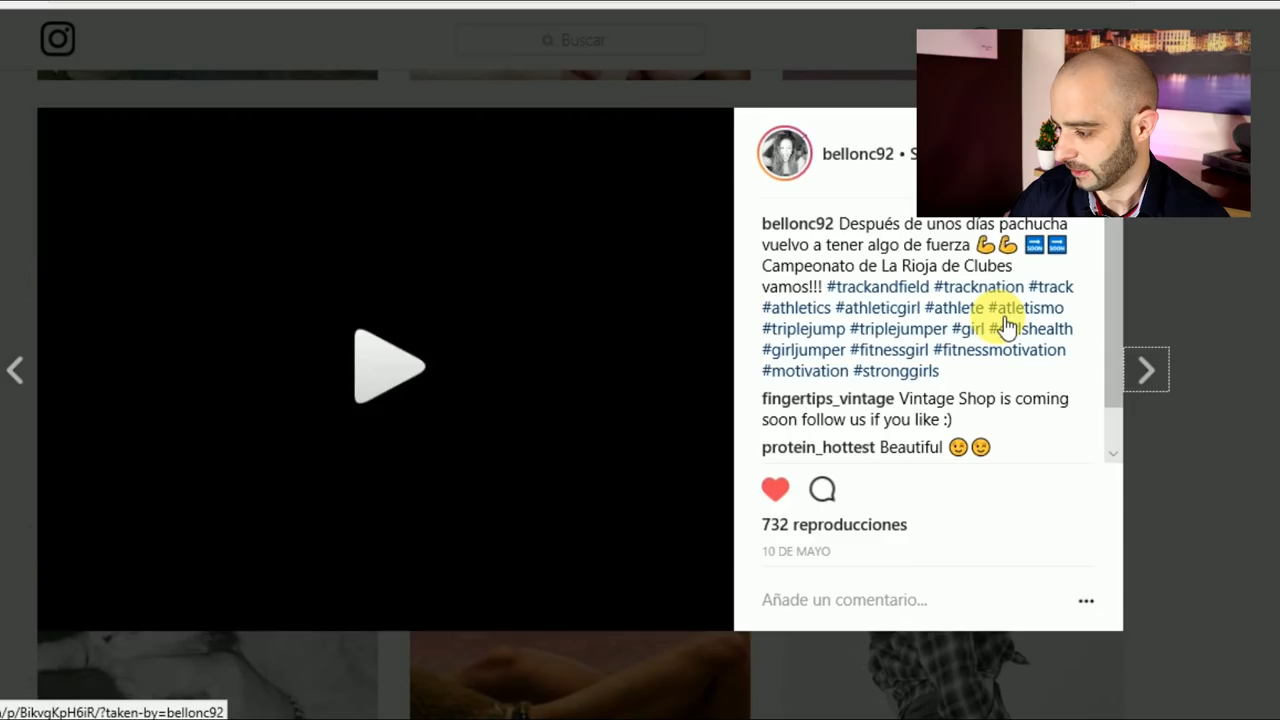 Buscar
bellonc92 • S
bellonc92 Después de unos días pachucha
vuelvo a tener algo de fuerza 💪💪 🔜🔜
Campeonato de La Rioja de Clubes
vamos!!! #trackandfield #tracknation #track
#athletics #athleticgirl #athlete #atletismo
#triplejump #triplejumper #girl
#girljumper #fitnessgirl #fitnessmotivation
#motivation #stronggirls
fingertips_vintage Vintage Shop is coming
soon follow us if you like :)
protein_hottest Beautiful 😉😉
732 reproducciones
10 DE MAYO
Añade un comentario...
/p/BikvgKpH6iR/?taken-by=bellonc92